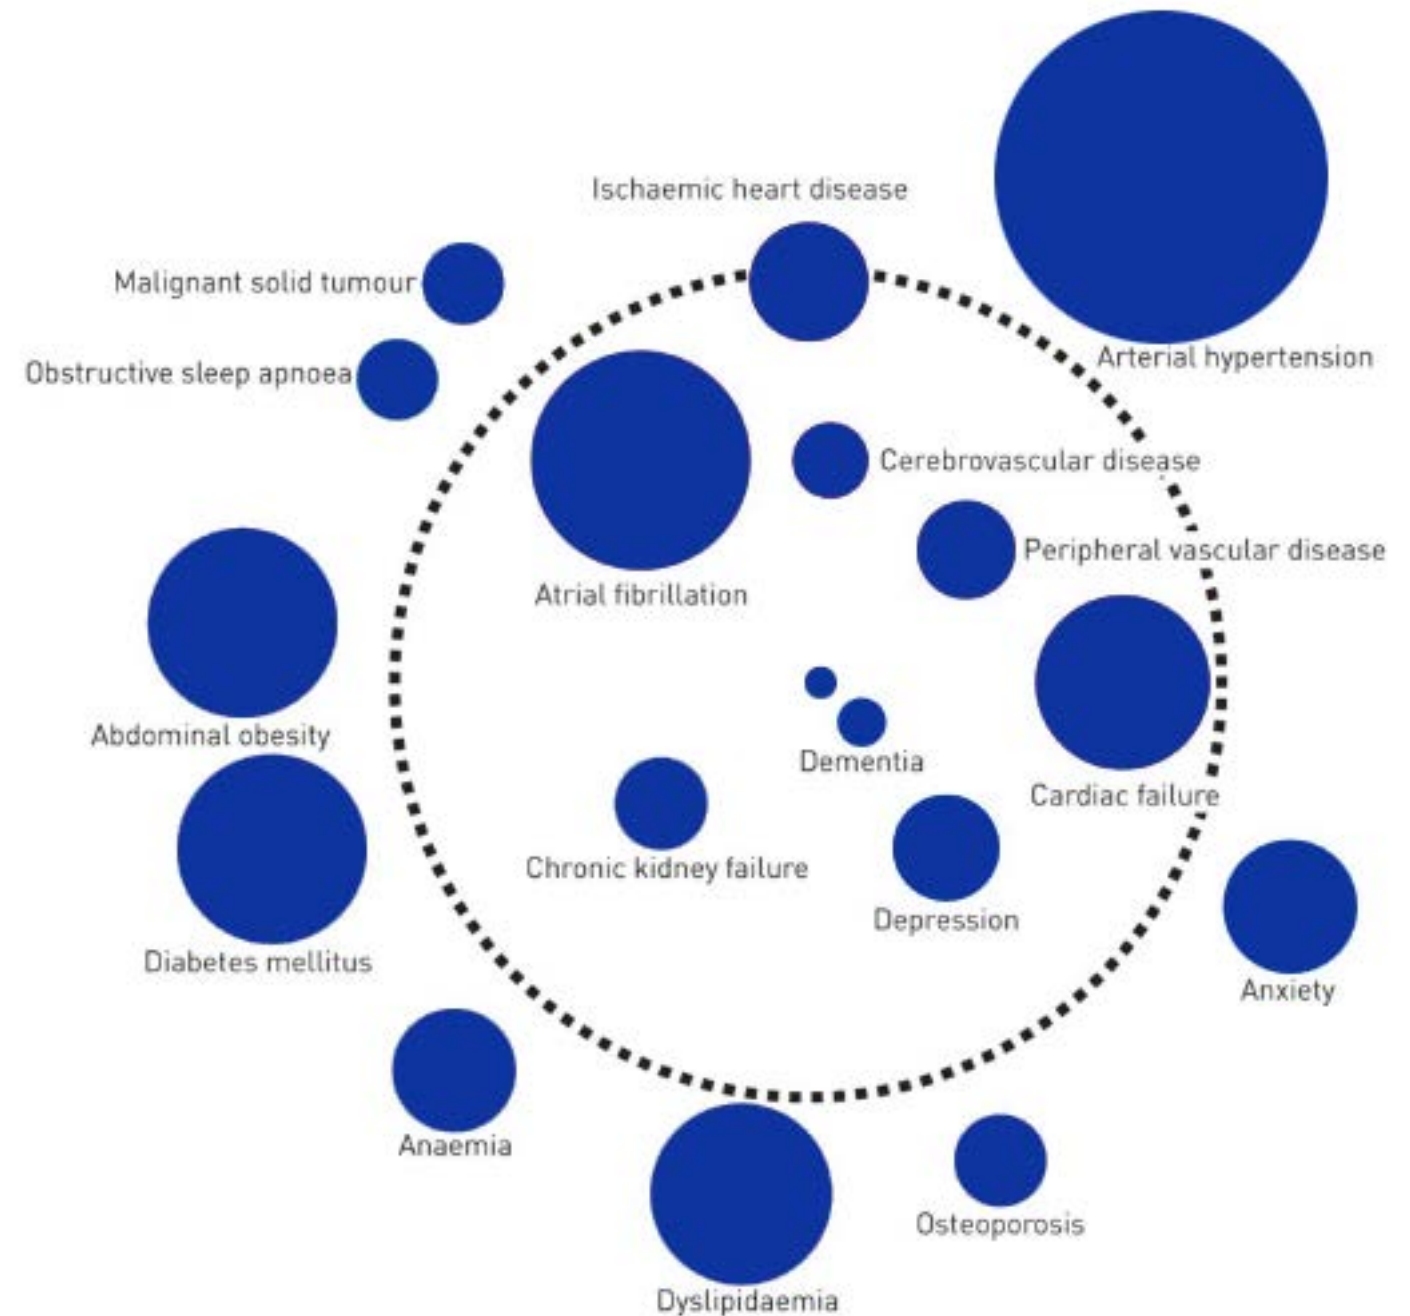 Ischaemic heart disease
Malignant solid tumour
Arterial hypertension
Obstructive sleep apnoea
Cerebrovascular disease
Peripheral vascular disease
Atrial fibrillation
Abdominal obesity
Dementia
Cardiac failure
Chronic kidney failure
Depression
Diabetes mellitus
Anxiety
Anaemia
Osteoporosis
Dyslipidaemia